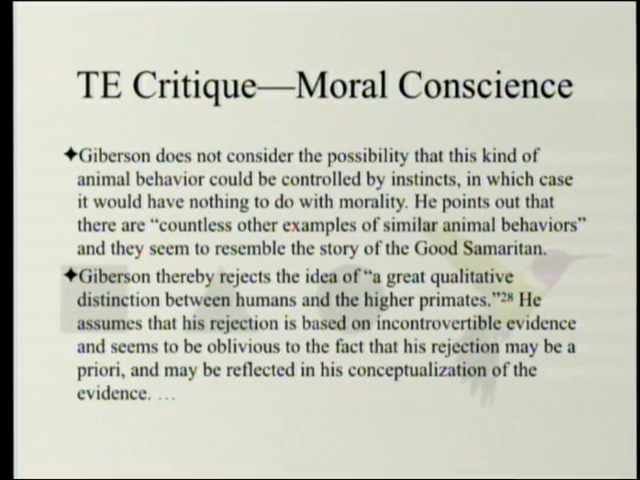 TE Critique—Moral Conscience
✦Giberson does not consider the possibility that this kind of
animal behavior could be controlled by instincts, in which case
it would have nothing to do with morality. He points out that
there are “countless other examples of similar animal behaviors”
and they seem to resemble the story of the Good Samaritan.
✦Giberson thereby rejects the idea of “a great qualitative
distinction between humans and the higher primates.”28 He
assumes that his rejection is based on incontrovertible evidence
and seems to be oblivious to the fact that his rejection may be a
priori, and may be reflected in his conceptualization of the
evidence. …